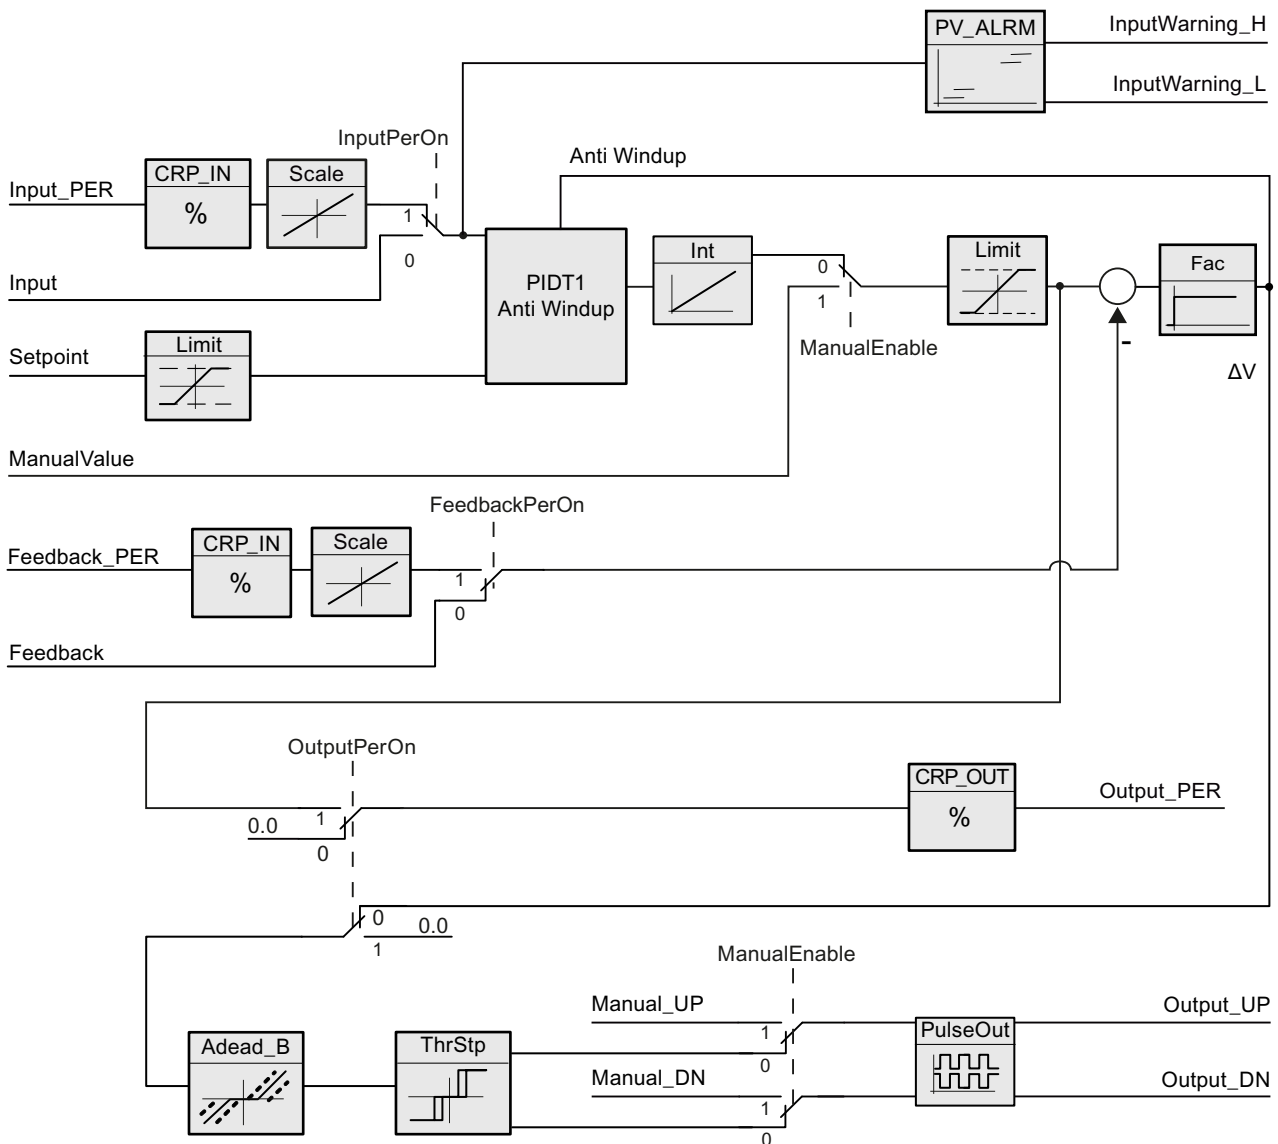 PV_ALRM
InputWarning_H
InputWarning_L
InputPerOn
Anti Windup
Input_PER
CRP_IN
%
Scale
1
0
Input
PIDT1
Anti Windup
Int
0
1
ManualEnable
Limit
Fac
-
ΔV
Setpoint
Limit
ManualValue
FeedbackPerOn
Feedback_PER
CRP_IN
%
Scale
1
0
Feedback
OutputPerOn
0.0
1
0
CRP_OUT
%
Output_PER
0
0.0
1
ManualEnable
Manual_UP
1
0
Output_UP
PulseOut
Adead_B
ThrStp
Manual_DN
1
0
Output_DN